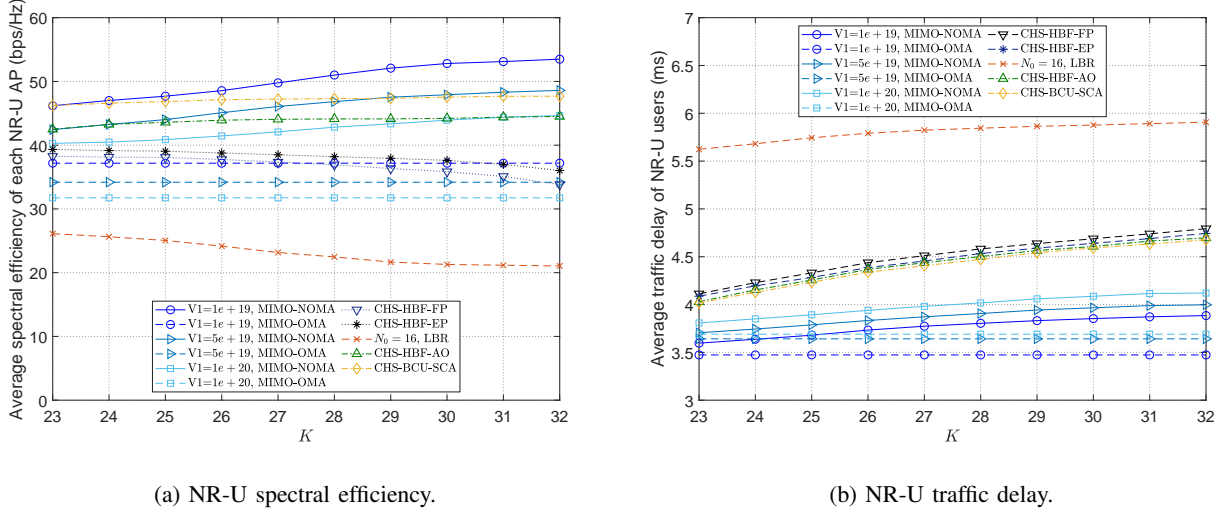 Average spectral efficiency of each NR-U AP (bps/Hz)
60
50
40
30
20
10
0
V1=1e + 19, MIMO-NOMA
V1=1e + 19, MIMO-OMA
V1=5e + 19, MIMO-NOMA
V1=5e + 19, MIMO-OMA
V1=1e + 20, MIMO-NOMA
V1=1e + 20, MIMO-OMA
CHS-HBF-FP
CHS-HBF-EP
N₀ = 16, LBR
CHS-HBF-AO
CHS-BCU-SCA
23 24 25 26 27 28 29 30 31 32
K
(a) NR-U spectral efficiency.
Average traffic delay of NR-U users (ms)
7
6.5
6
5.5
5
4.5
4
3.5
3
V1=1e + 19, MIMO-NOMA
V1=1e + 19, MIMO-OMA
V1=5e + 19, MIMO-NOMA
V1=5e + 19, MIMO-OMA
V1=1e + 20, MIMO-NOMA
V1=1e + 20, MIMO-OMA
CHS-HBF-FP
CHS-HBF-EP
N₀ = 16, LBR
CHS-HBF-AO
CHS-BCU-SCA
23 24 25 26 27 28 29 30 31 32
K
(b) NR-U traffic delay.